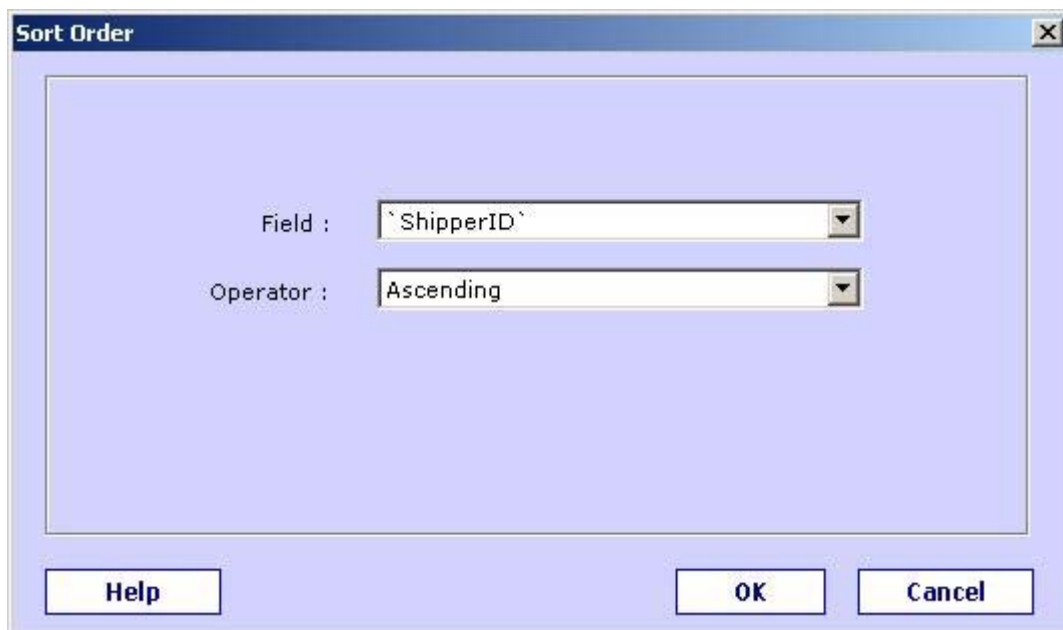 Sort Order
Field : `ShipperID`
Operator : Ascending
Help OK Cancel